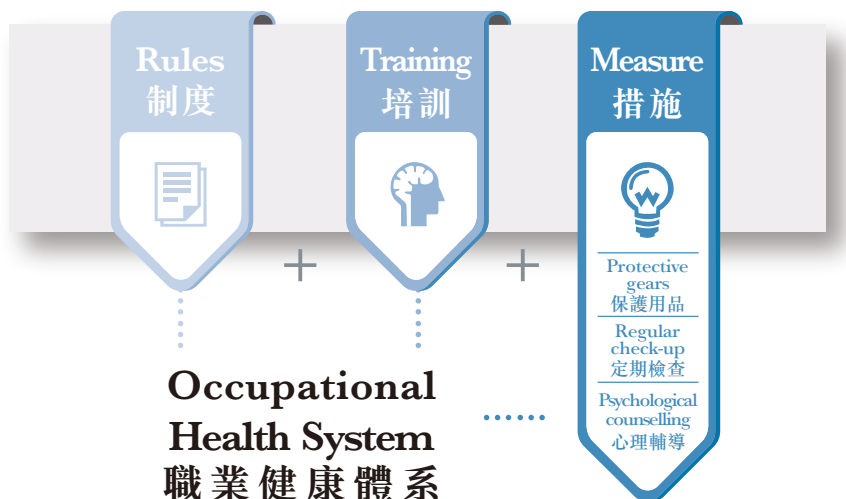 Rules
制度
Training
培訓
Measure
措施
+
+
Protective
gears
保護用品
Regular
check-up
定期檢查
Psychological
counselling
心理輔導
Occupational
Health System
職業健康體系